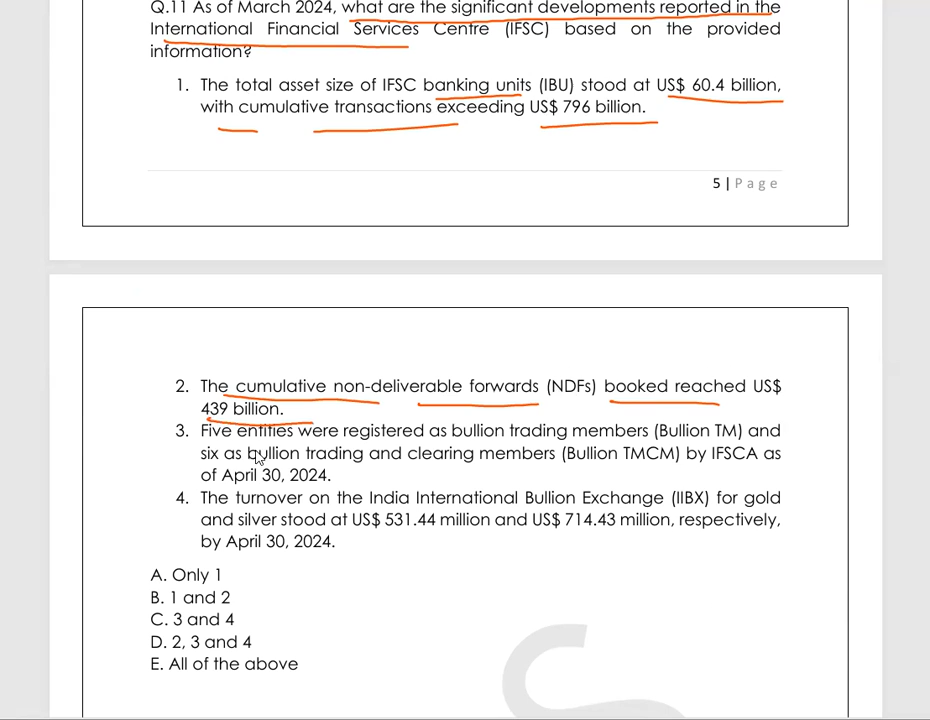 Q.11 As of March 2024, what are the significant developments reported in the
International Financial Services Centre (IFSC) based on the provided
information?
1. The total asset size of IFSC banking units (IBU) stood at US$ 60.4 billion,
with cumulative transactions exceeding US$ 796 billion.
5 | Page
2. The cumulative non-deliverable forwards (NDFs) booked reached US$
439 billion.
3. Five entities were registered as bullion trading members (Bullion TM) and
six as bullion trading and clearing members (Bullion TMCM) by IFSCA as
of April 30, 2024.
4. The turnover on the India International Bullion Exchange (IIBX) for gold
and silver stood at US$ 531.44 million and US$ 714.43 million, respectively,
by April 30, 2024.
A. Only 1
B. 1 and 2
C. 3 and 4
D. 2, 3 and 4
E. All of the above